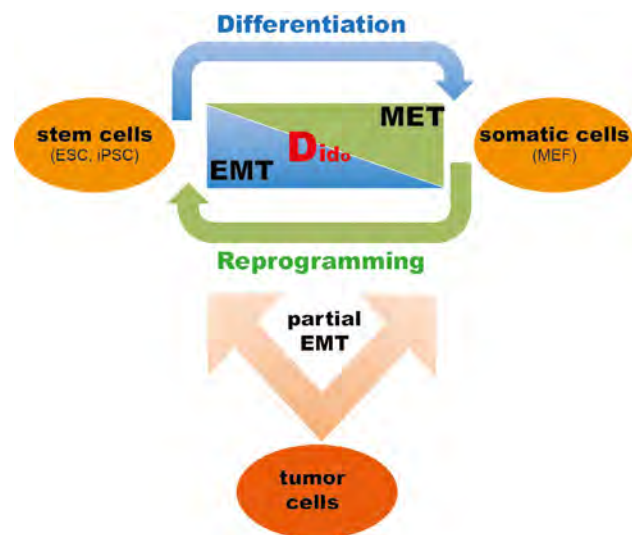 Differentiation
stem cells
(ESC, iPSC)
MET
Dido
EMT
somatic cells
(MEF)
Reprogramming
partial
EMT
tumor
cells